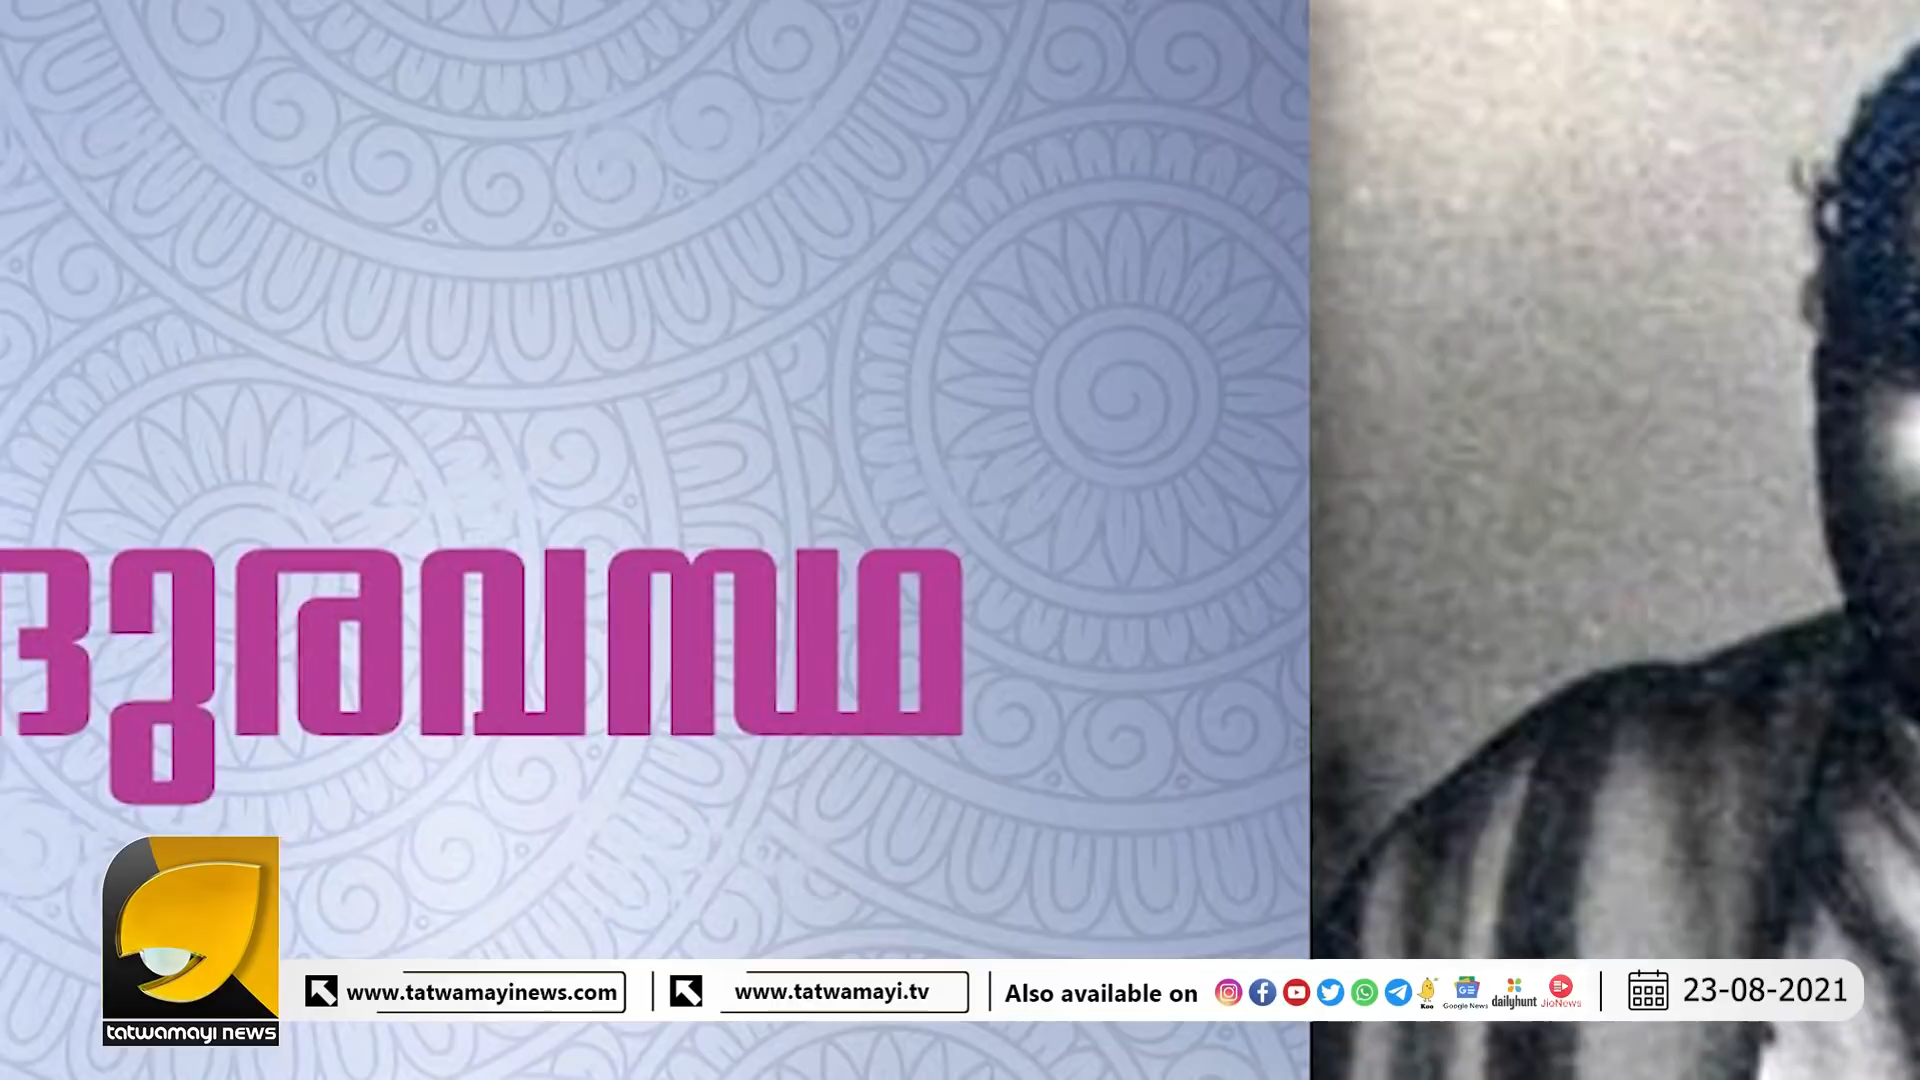 ദുരവസ്ഥ
tatwamayi news
www.tatwamayinews.com
www.tatwamayi.tv
Also available on
Koo
Google News
dailyhunt
JioNews
23-08-2021